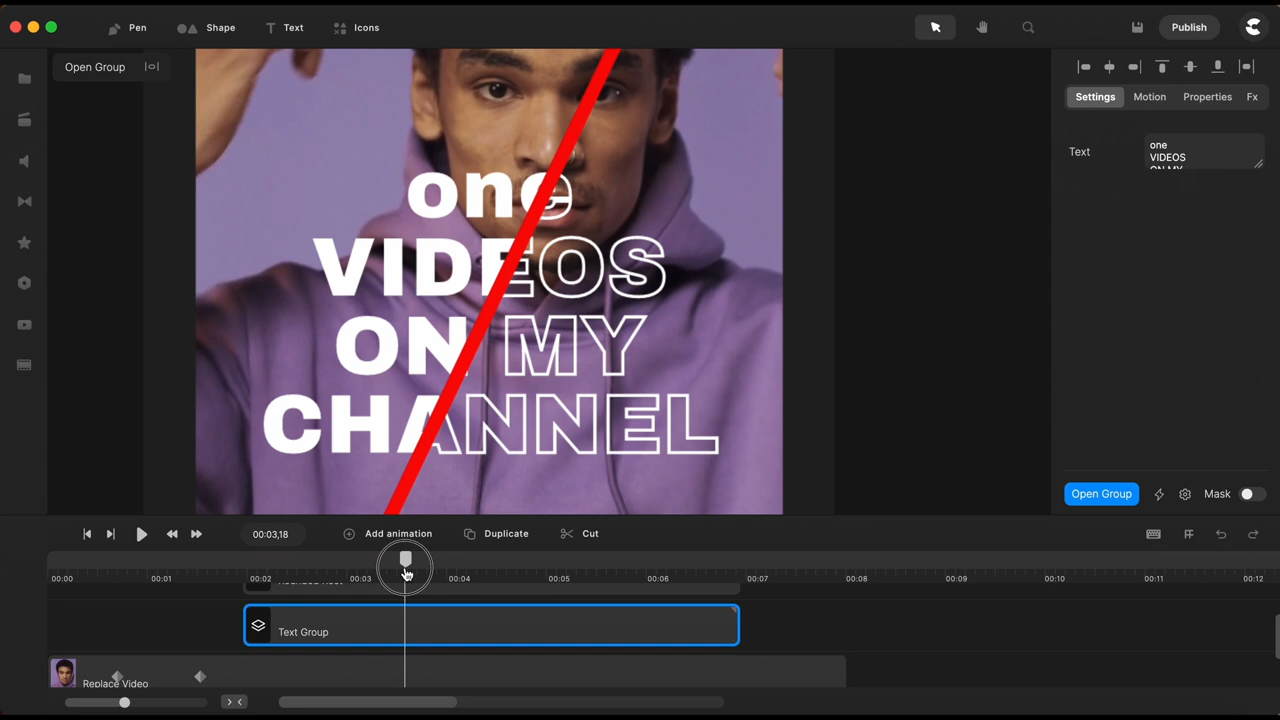 Pen
Shape
Text
Icons
Publish
Open Group
Settings
Motion
Properties
Fx
Text
one
VIDEOS
ON MY
one
VIDEOS
ON MY
CHANNEL
Open Group
Mask
00:03,18
Add animation
Duplicate
Cut
00:00
00:01
00:02
00:03
00:04
00:05
00:06
00:07
00:08
00:09
00:10
00:11
00:12
Text Group
Replace Video